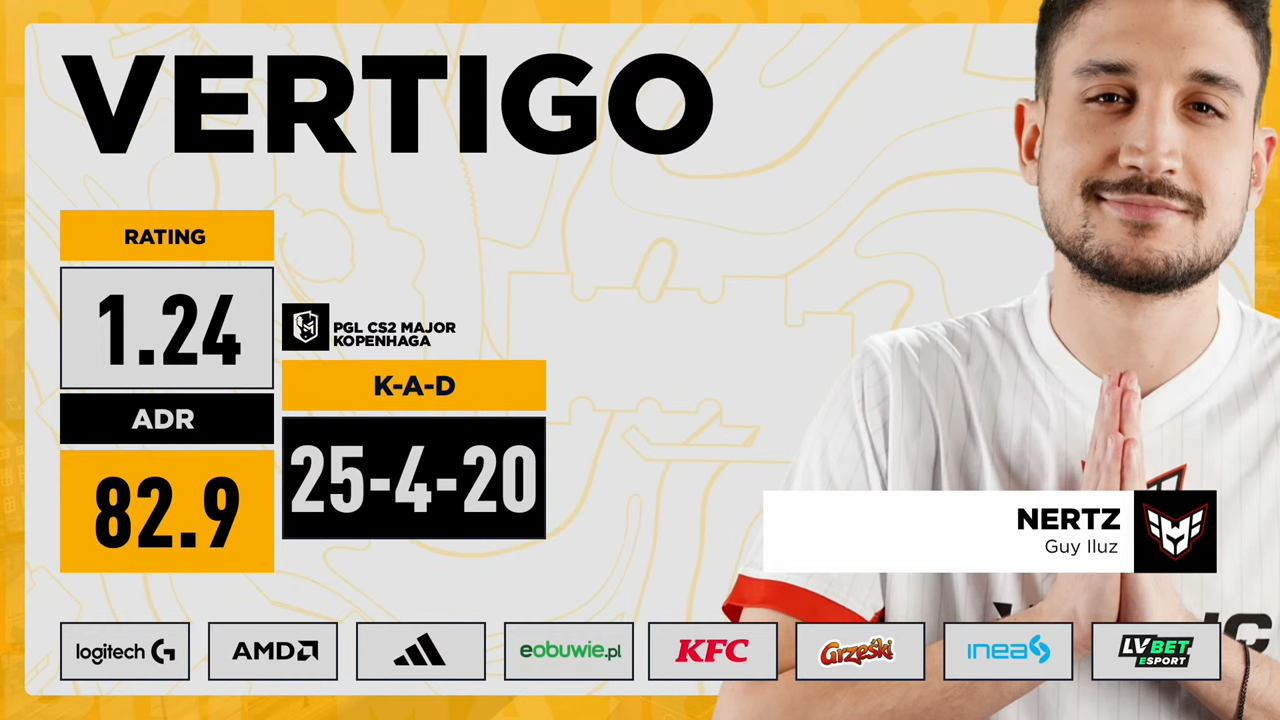 VERTIGO
RATING
1.24
ADR
82.9
PGL CS2 MAJOR
KOPENHAGA
K-A-D
25-4-20
NERTZ
Guy Iluz
logitech G
AMD
eobuwie.pl
KFC
Grześki
inea
LVBET
ESPORT